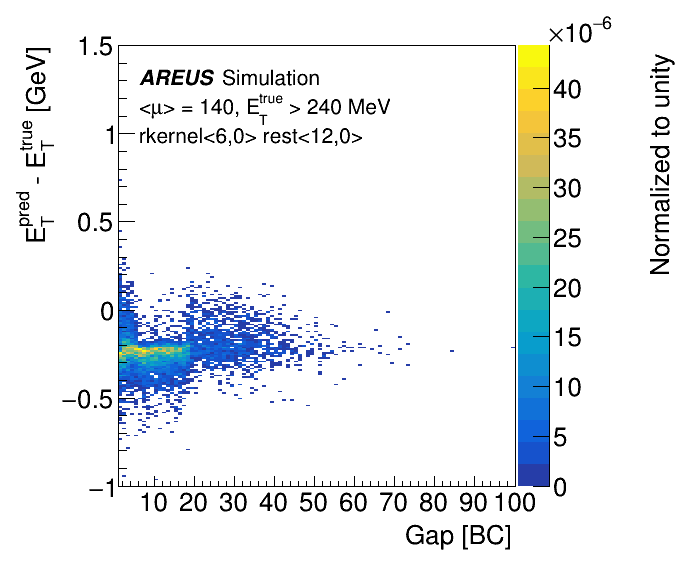 ×10⁻⁶
AREUS Simulation
<μ> = 140, E_T^true > 240 MeV
rkernel<6,0> rest<12,0>
E_T^pred - E_T^true [GeV]
1.5
1
0.5
0
−0.5
−1
10 20 30 40 50 60 70 80 90 100
Gap [BC]
40
35
30
25
20
15
10
5
0
Normalized to unity